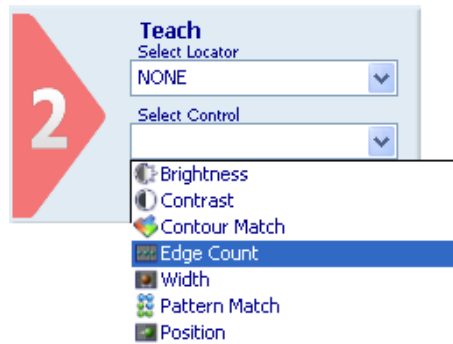 2
Teach
Select Locator
NONE
Select Control
Brightness
Contrast
Contour Match
Edge Count
Width
Pattern Match
Position